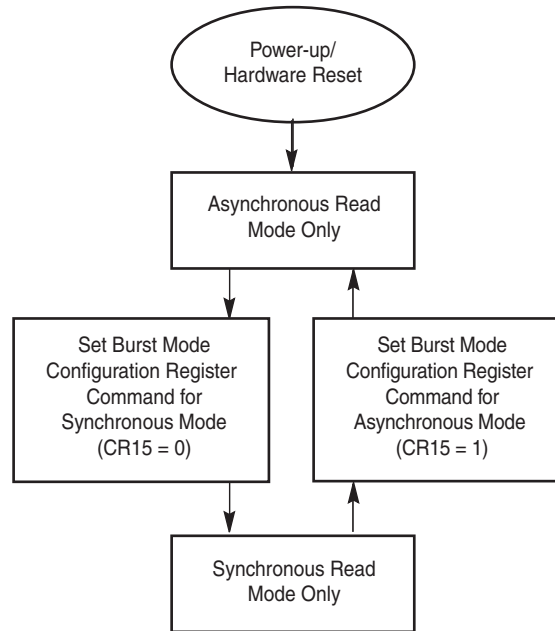 Power-up/
Hardware Reset
Asynchronous Read
Mode Only
Set Burst Mode
Configuration Register
Command for
Synchronous Mode
(CR15 = 0)
Set Burst Mode
Configuration Register
Command for
Asynchronous Mode
(CR15 = 1)
Synchronous Read
Mode Only